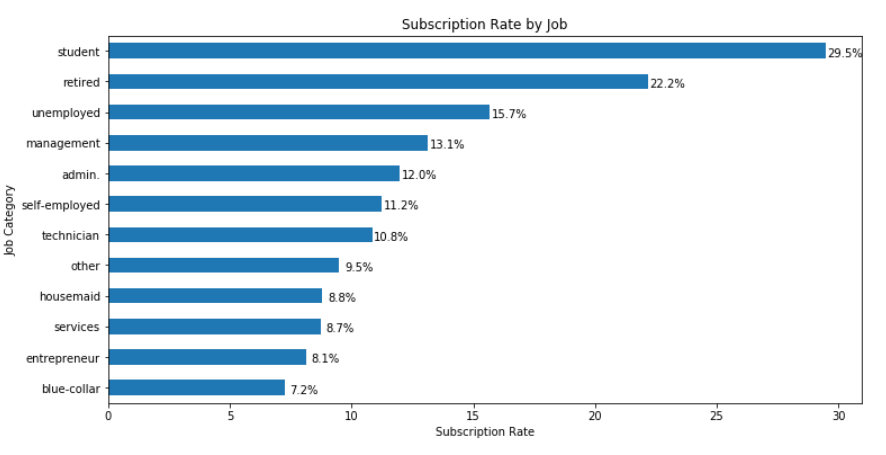 Subscription Rate by Job
student 29.5%
retired 22.2%
unemployed 15.7%
management 13.1%
admin. 12.0%
self-employed 11.2%
technician 10.8%
other 9.5%
housemaid 8.8%
services 8.7%
entrepreneur 8.1%
blue-collar 7.2%
Job Category
0 5 10 15 20 25 30
Subscription Rate